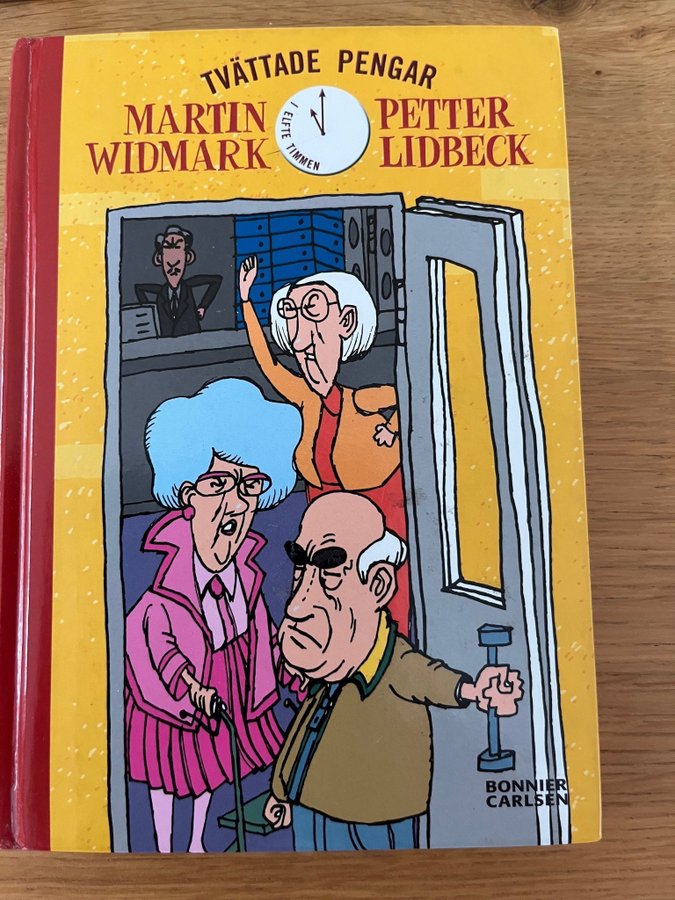 TVÄTTADE PENGAR
MARTIN
WIDMARK
I ELFTE TIMMEN
PETTER
LIDBECK
BONNIER
CARLSEN